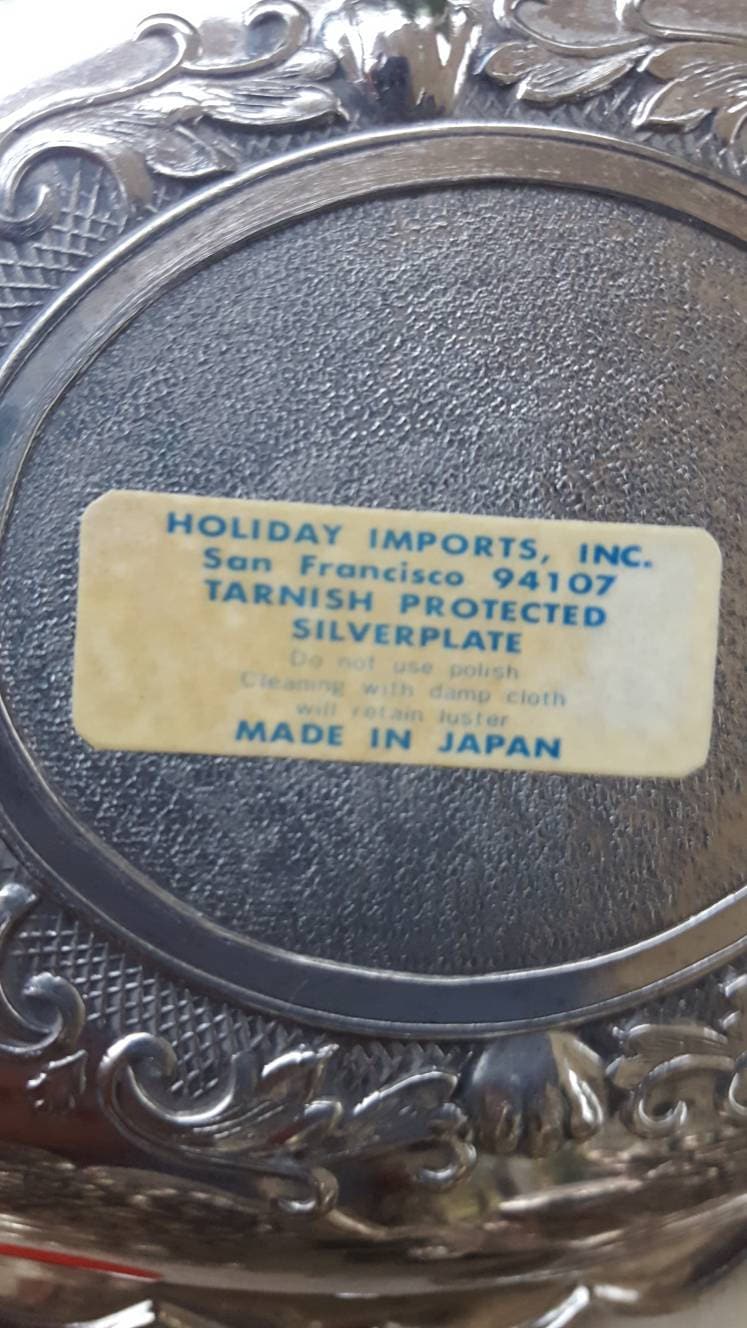 HOLIDAY IMPORTS, INC.
San Francisco 94107
TARNISH PROTECTED
SILVERPLATE
Do not use polish
Cleaning with damp cloth
will retain luster
MADE IN JAPAN